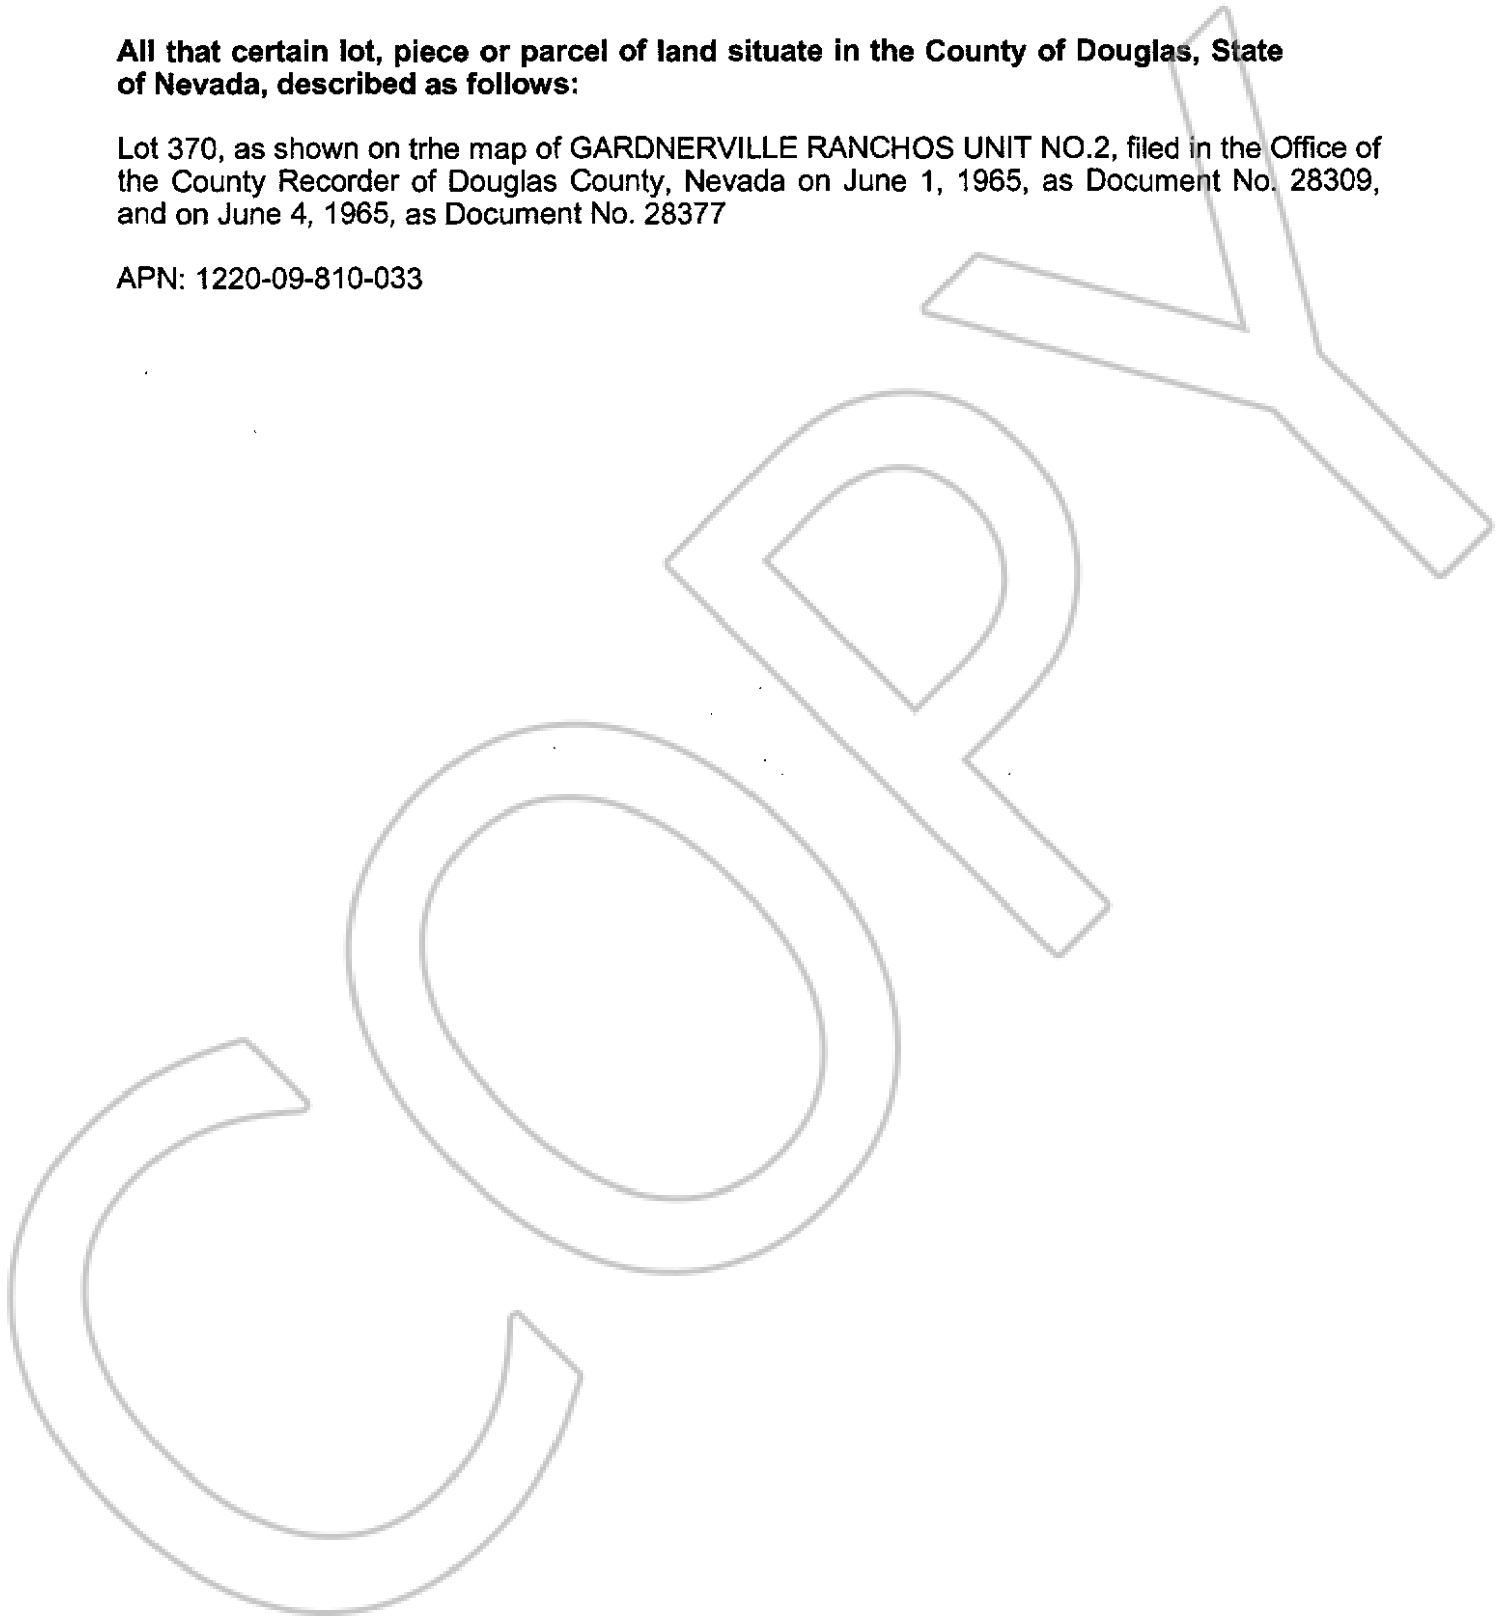 All that certain lot, piece or parcel of land situate in the County of Douglas, State
of Nevada, described as follows:
Lot 370, as shown on trhe map of GARDNERVILLE RANCHOS UNIT NO.2, filed in the Office of
the County Recorder of Douglas County, Nevada on June 1, 1965, as Document No. 28309,
and on June 4, 1965, as Document No. 28377
APN: 1220-09-810-033
COPY